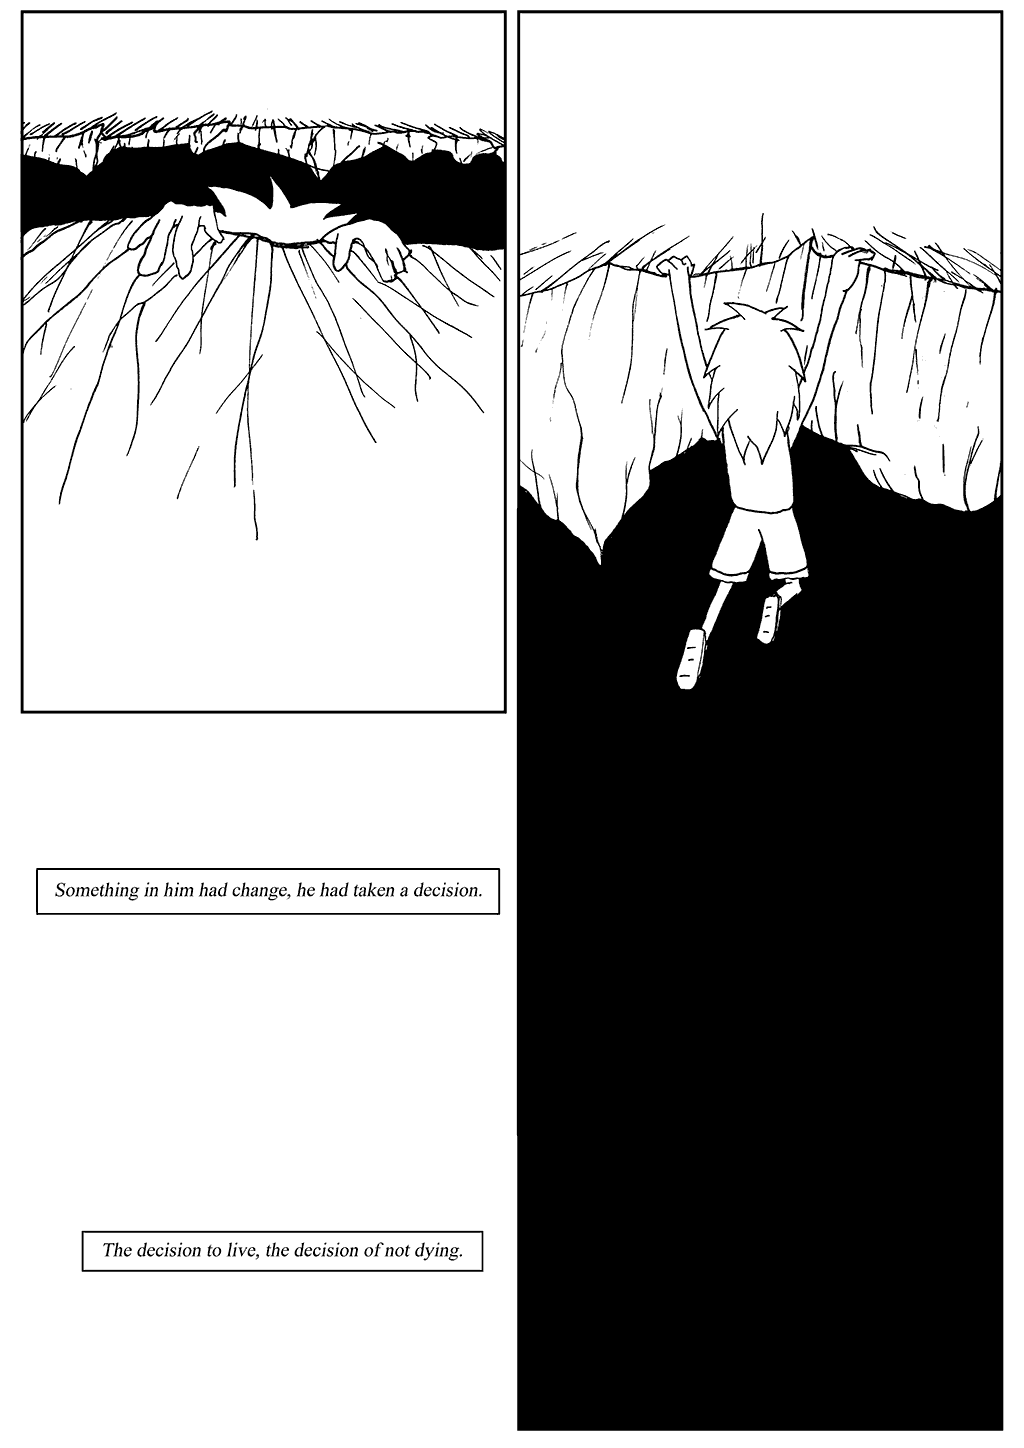 Something in him had change, he had taken a decision.
The decision to live, the decision of not dying.